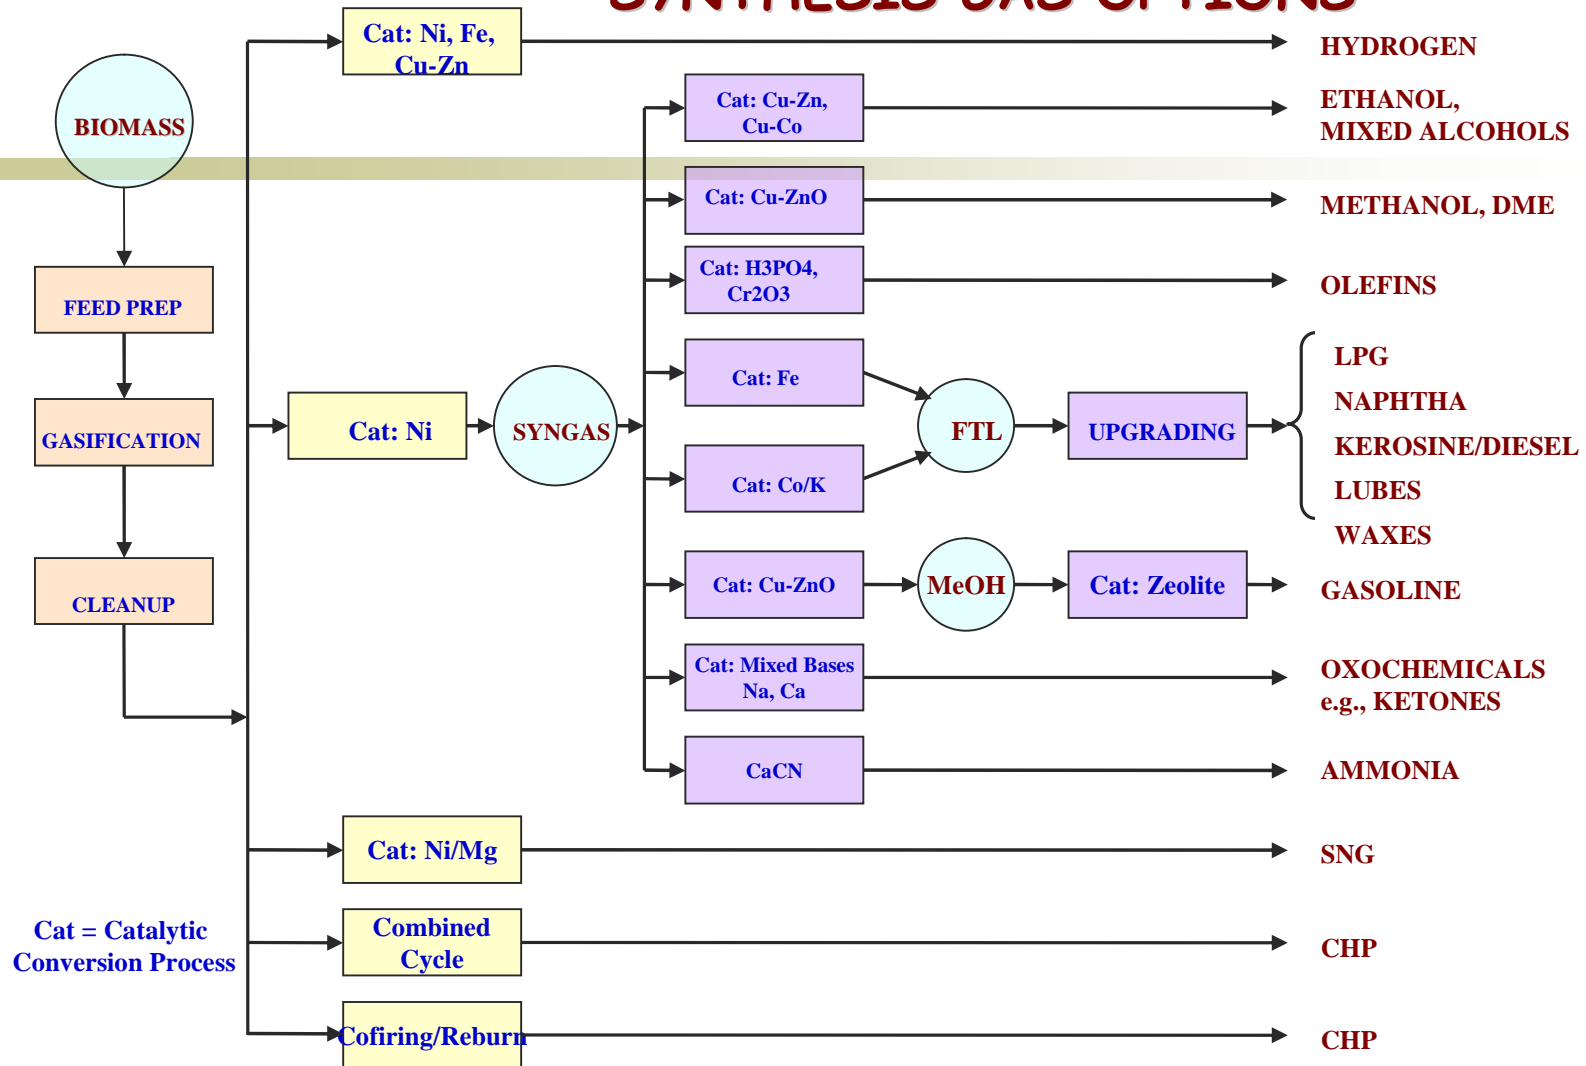 SYNTHESIS GAS OPTIONS
Cat: Ni, Fe,
Cu-Zn
HYDROGEN
BIOMASS
Cat: Cu-Zn,
Cu-Co
ETHANOL,
MIXED ALCOHOLS
Cat: Cu-ZnO
METHANOL, DME
FEED PREP
Cat: H3PO4,
Cr2O3
OLEFINS
Cat: Fe
LPG
NAPHTHA
GASIFICATION
Cat: Ni
SYNGAS
FTL
UPGRADING
KEROSINE/DIESEL
Cat: Co/K
LUBES
WAXES
CLEANUP
Cat: Cu-ZnO
MeOH
Cat: Zeolite
GASOLINE
Cat: Mixed Bases
Na, Ca
OXOCHEMICALS
e.g., KETONES
CaCN
AMMONIA
Cat: Ni/Mg
SNG
Cat = Catalytic
Conversion Process
Combined
Cycle
CHP
Cofiring/Reburn
CHP